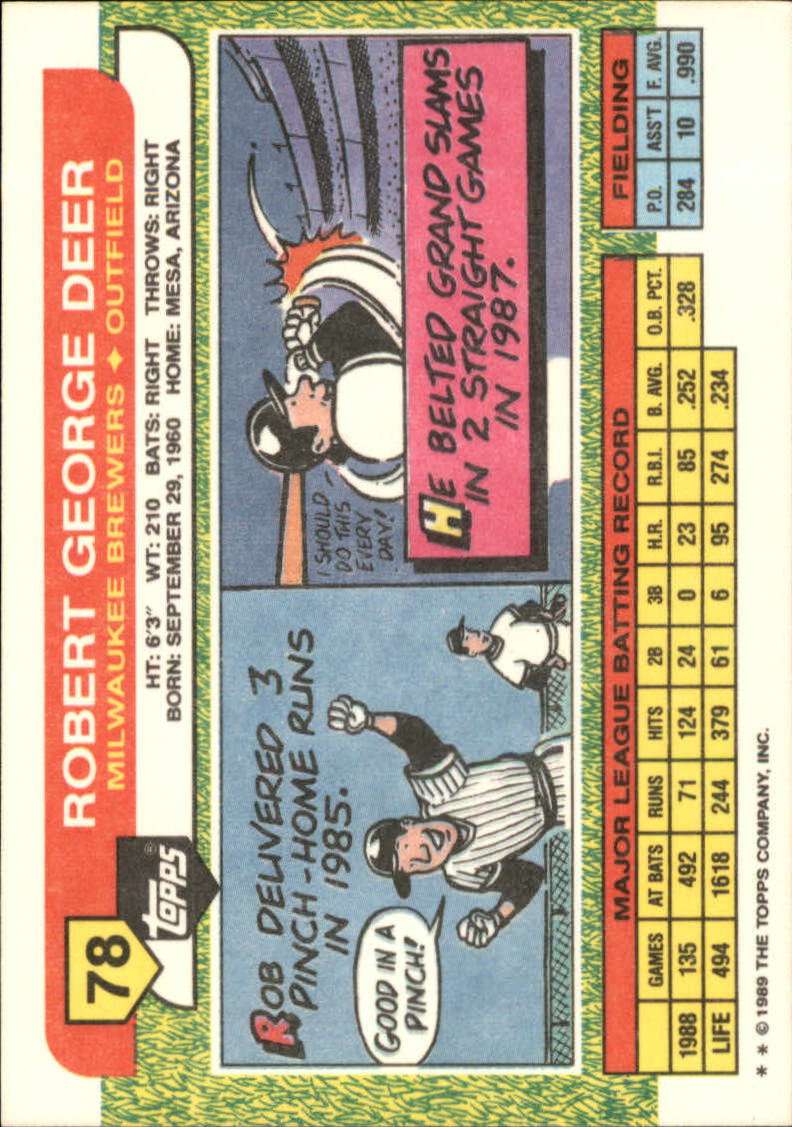 78
topps®
ROBERT GEORGE DEER
MILWAUKEE BREWERS ✦ OUTFIELD
HT: 6'3" WT: 210 BATS: RIGHT THROWS: RIGHT
BORN: SEPTEMBER 29, 1960 HOME: MESA, ARIZONA
ROB DELIVERED 3
PINCH-HOME RUNS
IN 1985.
GOOD IN A
PINCH!
I SHOULD
DO THIS
EVERY
DAY!
HE BELTED GRAND SLAMS
IN 2 STRAIGHT GAMES
IN 1987.
MAJOR LEAGUE BATTING RECORD
GAMES AT BATS RUNS HITS 2B 3B H.R. R.B.I. B. AVG. O.B. PCT.
1988 135 492 71 124 24 0 23 85 .252 .328
LIFE 494 1618 244 379 61 6 95 274 .234
FIELDING
P.O. ASS'T F. AVG.
284 10 .990
* * © 1989 THE TOPPS COMPANY, INC.